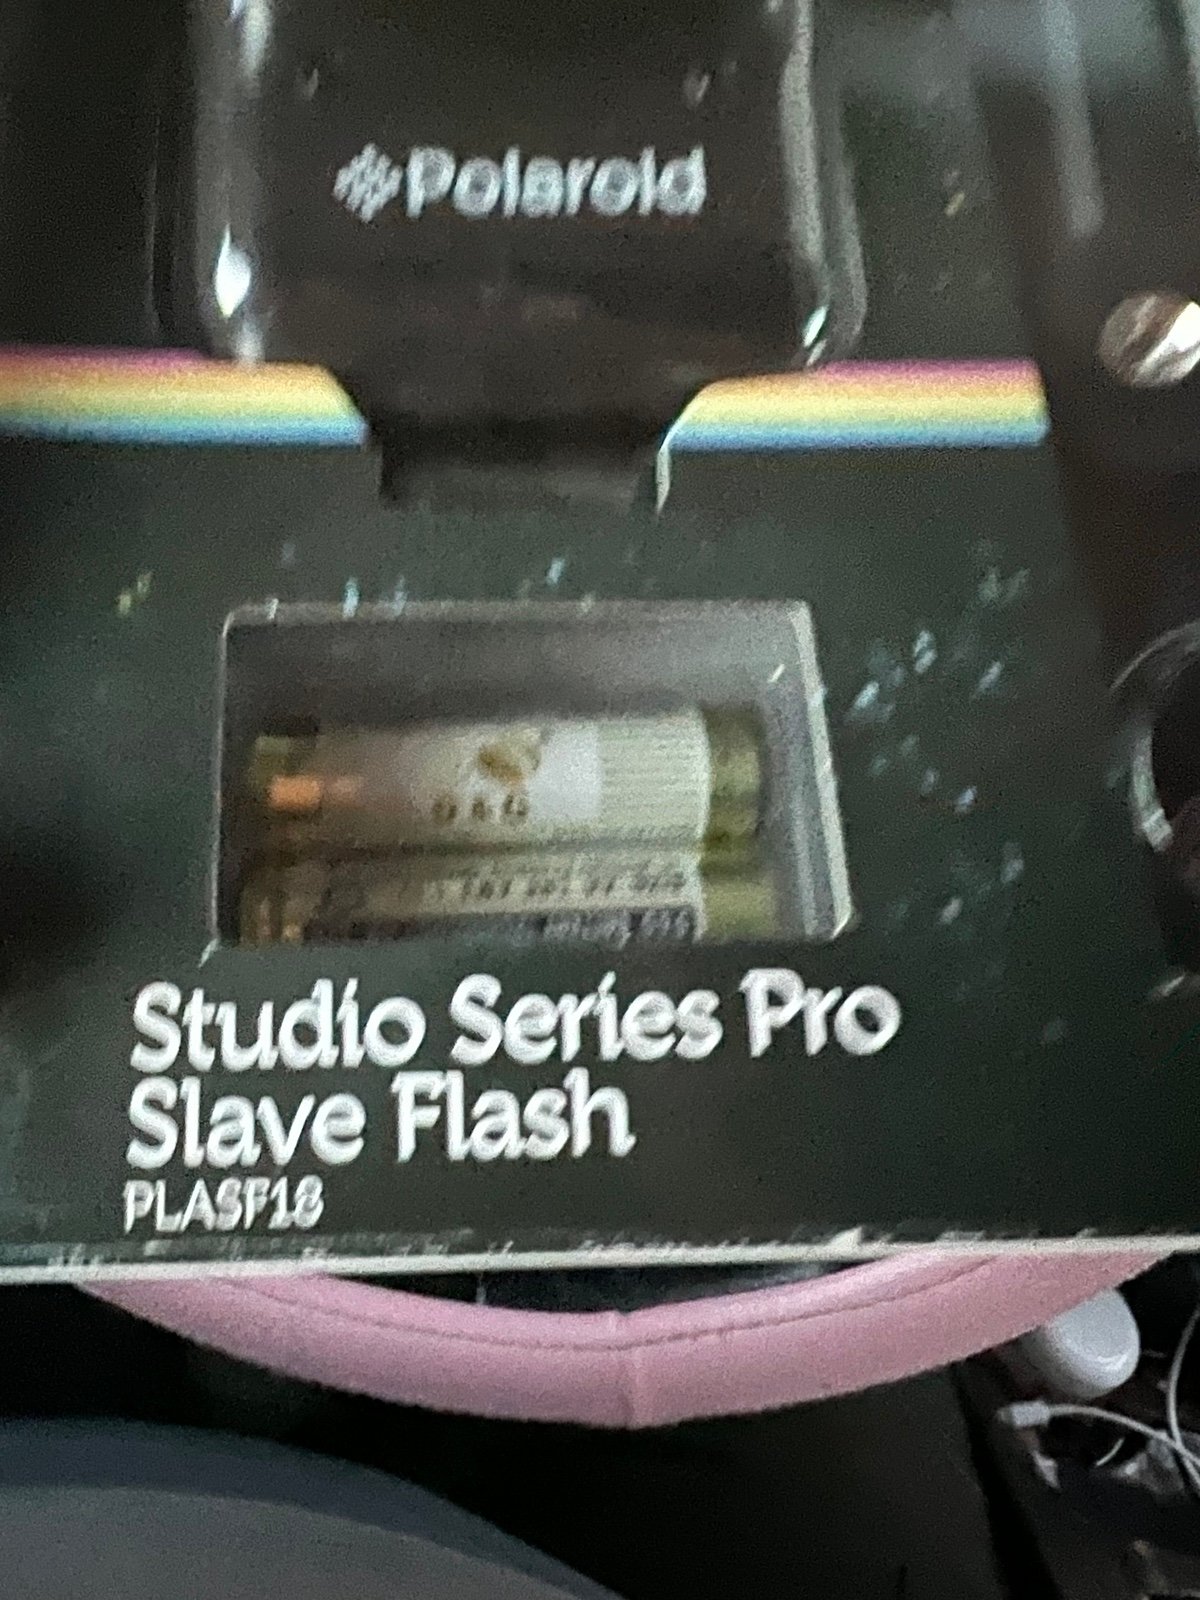 Polaroid
Studio Series Pro
Slave Flash
PLASF18